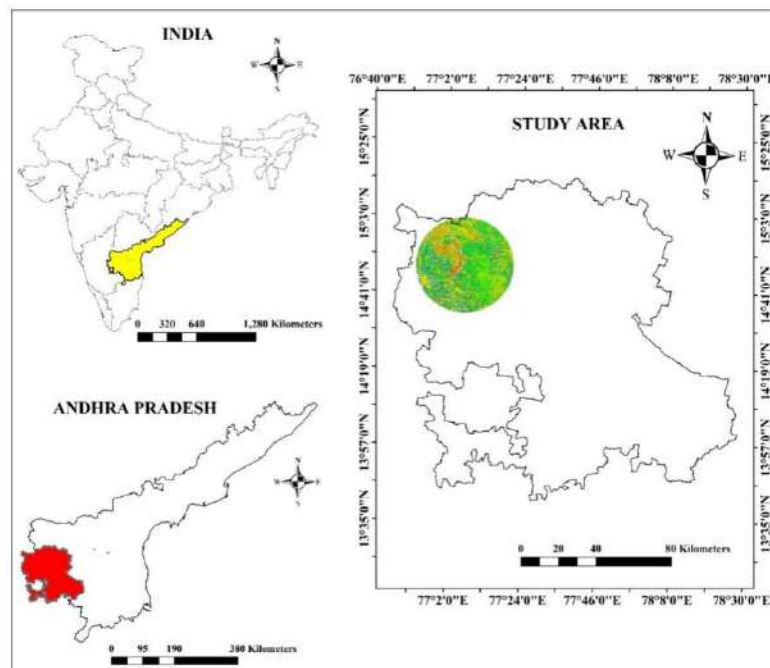 INDIA
N
W E
S
0 320 640 1,280 Kilometers
ANDHRA PRADESH
N
W E
S
0 95 190 380 Kilometers
76°40'0"E 77°2'0"E 77°24'0"E 77°46'0"E 78°8'0"E 78°30'0"E
STUDY AREA
N
W E
S
15°25'0"N 15°25'0"N
15°3'0"N 15°3'0"N
14°41'0"N 14°41'0"N
14°19'0"N 14°19'0"N
13°57'0"N 13°57'0"N
13°35'0"N 13°35'0"N
0 20 40 80 Kilometers
77°2'0"E 77°24'0"E 77°46'0"E 78°8'0"E 78°30'0"E